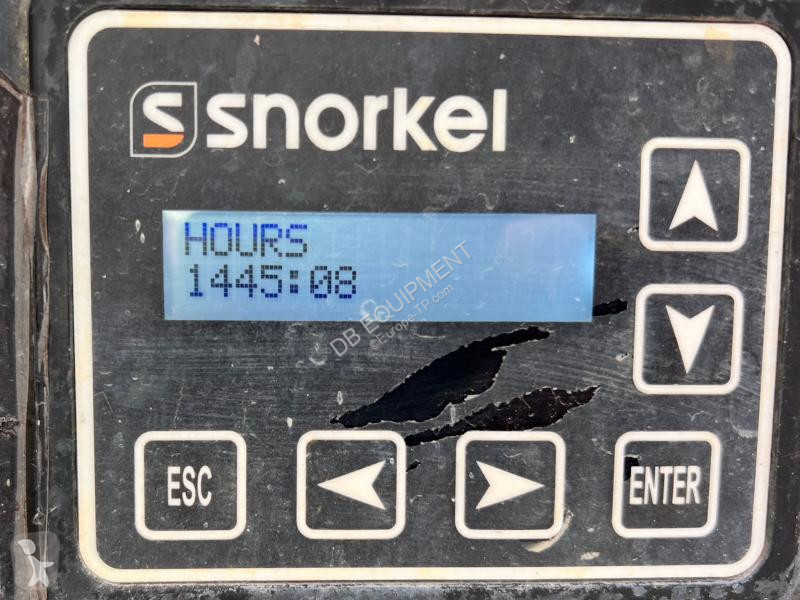 snorkel
HOURS
1445:08
DB EQUIPMENT
©Europe-TP.com
ESC
ENTER